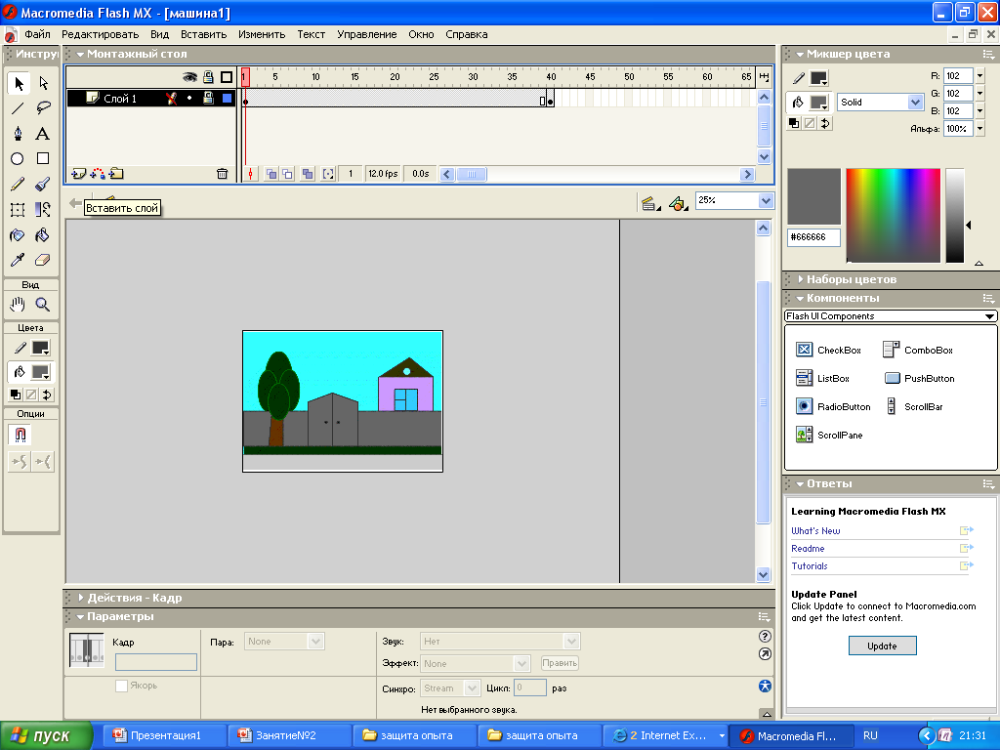 Macromedia Flash MX - [машина1]
Файл Редактировать Вид Вставить Изменить Текст Управление Окно Справка
Инстру
Монтажный стол
1 5 10 15 20 25 30 35 40 45 50 55 60 65
Слой 1
1 12.0 fps 0.0s
Вставить слой
25%
Вид
Цвета
Опции
Микшер цвета
Solid
R: 102
G: 102
B: 102
Альфа: 100%
#666666
Наборы цветов
Компоненты
Flash UI Components
CheckBox ComboBox
ListBox PushButton
RadioButton ScrollBar
ScrollPane
Ответы
Learning Macromedia Flash MX
What's New
Readme
Tutorials
Update Panel
Click Update to connect to Macromedia.com
and get the latest content.
Update
Действия - Кадр
Параметры
Кадр
Якорь
Пара: None
Звук: Нет
Эффект: None Править
Синхро: Stream Цикл: 0 раз
Нет выбранного звука.
пуск Презентация1 Занятие№2 защита опыта защита опыта 2 Internet Ex... Macromedia Fl... RU 21:31